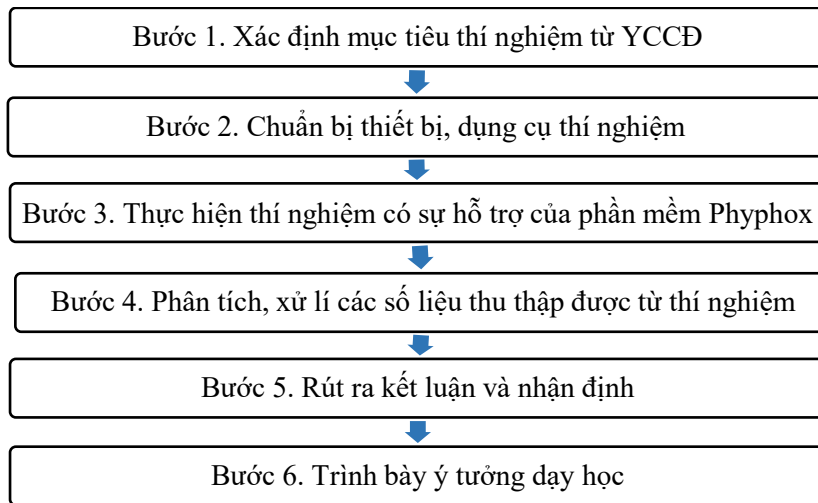 Bước 1. Xác định mục tiêu thí nghiệm từ YCCĐ
Bước 2. Chuẩn bị thiết bị, dụng cụ thí nghiệm
Bước 3. Thực hiện thí nghiệm có sự hỗ trợ của phần mềm Phyphox
Bước 4. Phân tích, xử lí các số liệu thu thập được từ thí nghiệm
Bước 5. Rút ra kết luận và nhận định
Bước 6. Trình bày ý tưởng dạy học